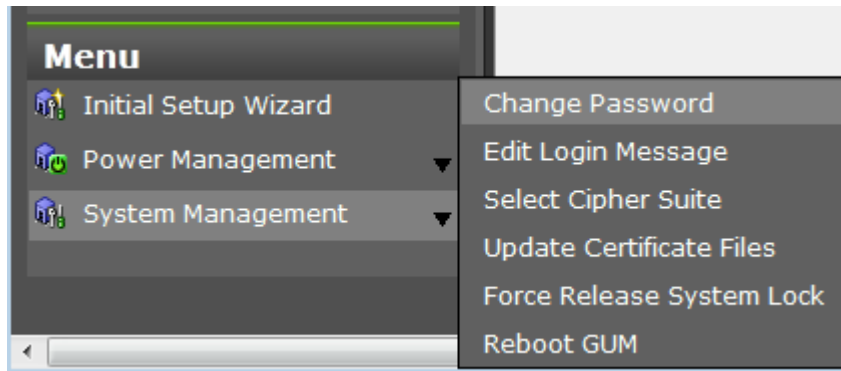 Menu
Initial Setup Wizard
Power Management
System Management
Change Password
Edit Login Message
Select Cipher Suite
Update Certificate Files
Force Release System Lock
Reboot GUM